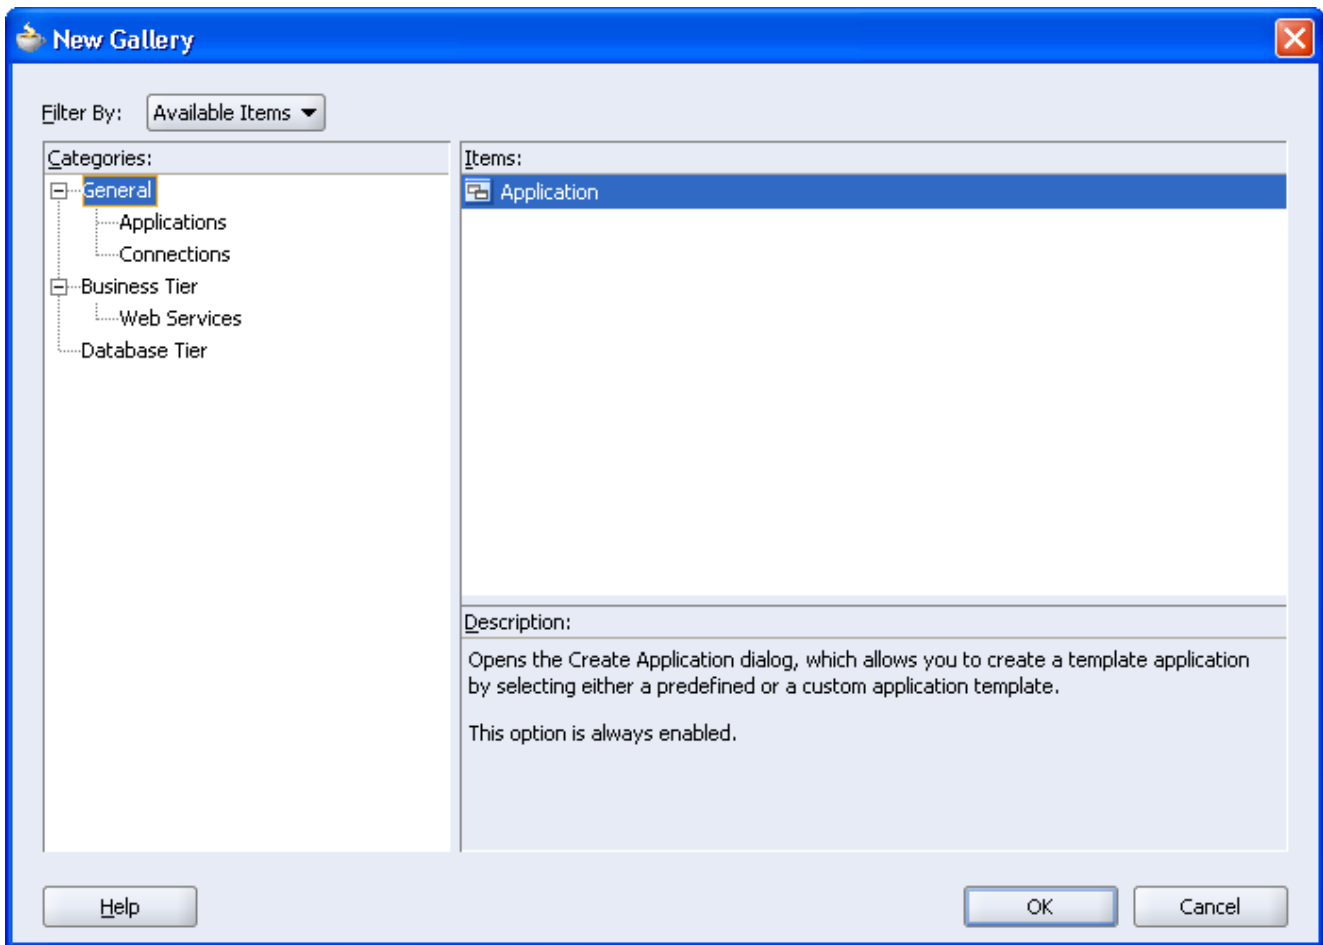 New Gallery
Filter By: Available Items
Categories:
General
Applications
Connections
Business Tier
Web Services
Database Tier
Items:
Application
Description:
Opens the Create Application dialog, which allows you to create a template application
by selecting either a predefined or a custom application template.
This option is always enabled.
Help OK Cancel